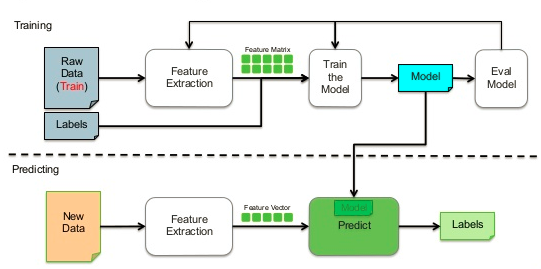 Training
Raw
Data
(Train)
Feature
Extraction
Feature Matrix
Train
the
Model
Model
Eval
Model
Labels
Predicting
New
Data
Feature
Extraction
Feature Vector
Model
Predict
Labels